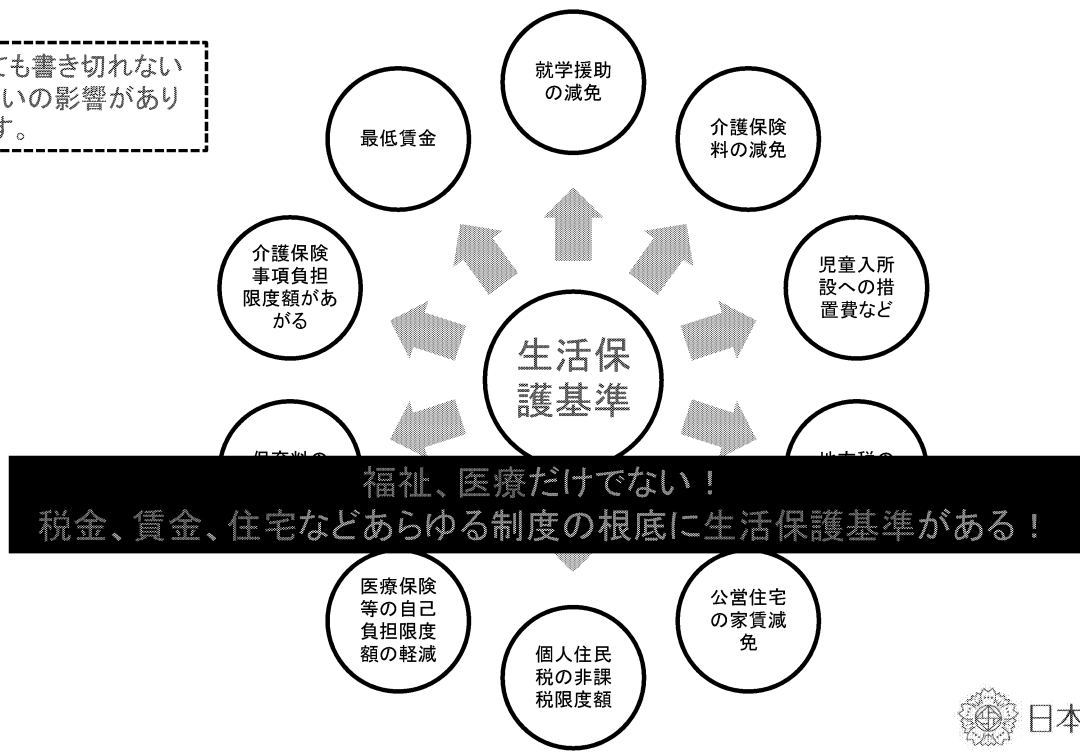 ても書き切れない
いの影響があり
す。
就学援助
の減免
最低賃金
介護保険
料の減免
介護保険
事項負担
限度額があ
がる
児童入所
設への措
置費など
生活保
護基準
福祉、医療だけでない！
税金、賃金、住宅などあらゆる制度の根底に生活保護基準がある！
医療保険
等の自己
負担限度
額の軽減
個人住民
税の非課
税限度額
公営住宅
の家賃減
免
日本